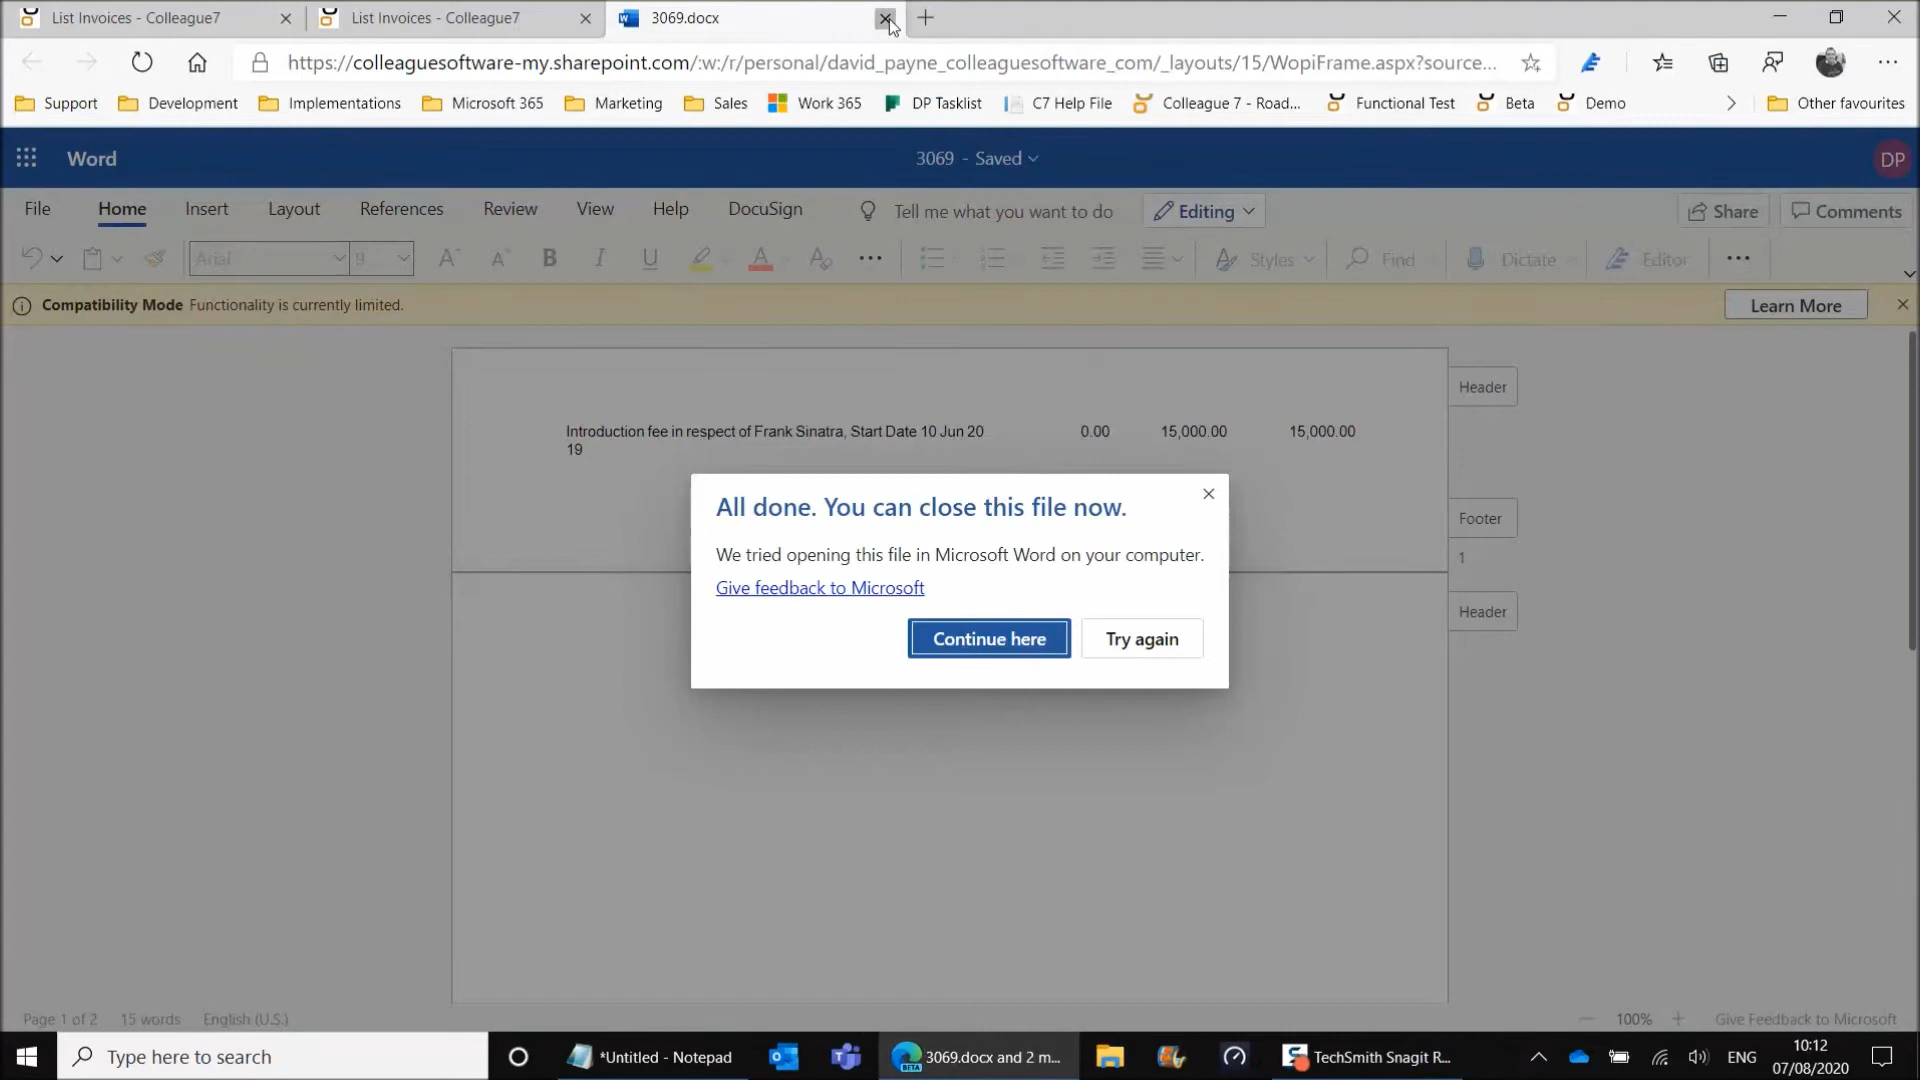 List Invoices - Colleague7
List Invoices - Colleague7
3069.docx
https://colleaguesoftware-my.sharepoint.com/:w:/r/personal/david_payne_colleaguesoftware_com/_layouts/15/WopiFrame.aspx?source...
Support Development Implementations Microsoft 365 Marketing Sales Work 365 DP Tasklist C7 Help File Colleague 7 - Road... Functional Test Beta Demo Other favourites
Word 3069 - Saved DP
File Home Insert Layout References Review View Help DocuSign Tell me what you want to do Editing Share Comments
Arial 9 B I U A Styles Find Dictate Editor
Compatibility Mode Functionality is currently limited. Learn More
Header
Introduction fee in respect of Frank Sinatra, Start Date 10 Jun 20 0.00 15,000.00 15,000.00
19
All done. You can close this file now.
Footer
We tried opening this file in Microsoft Word on your computer.
1
Give feedback to Microsoft
Header
Continue here Try again
Page 1 of 2 15 words English (U.S.) 100% Give Feedback to Microsoft
Type here to search *Untitled - Notepad BETA 3069.docx and 2 m... TechSmith Snagit R... ENG 10:12
07/08/2020